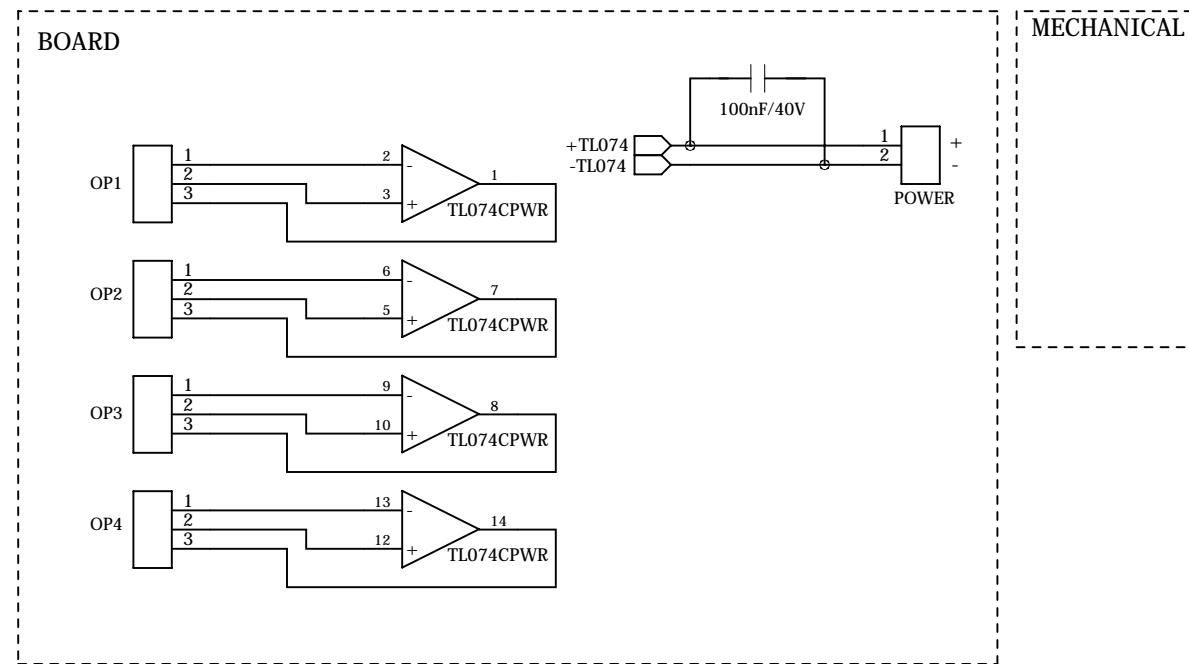 BOARD
MECHANICAL
100nF/40V
+TL074
-TL074
1
2
+
-
POWER
OP1
1
2
3
2
3
-
+
1
TL074CPWR
OP2
1
2
3
6
5
-
+
7
TL074CPWR
OP3
1
2
3
9
10
-
+
8
TL074CPWR
OP4
1
2
3
13
12
-
+
14
TL074CPWR